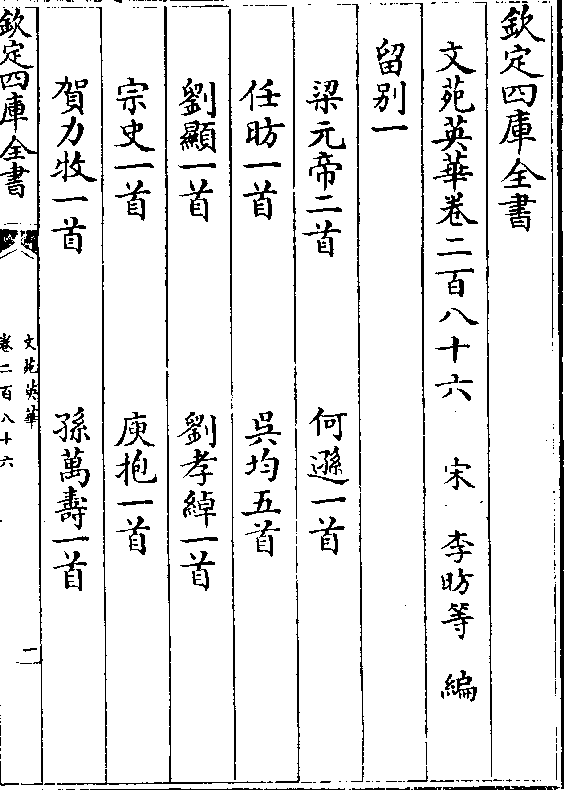 欽定四庫全書
文苑英華卷二百八十六 宋 李昉等 編
留别一
梁元帝二首 何遜一首
任昉一首 吳均五首
劉顯一首 劉孝綽一首
宗史一首 庾抱一首
賀力牧一首 孫萬壽一首
欽定四庫全書
文苑英華
卷二百八十六